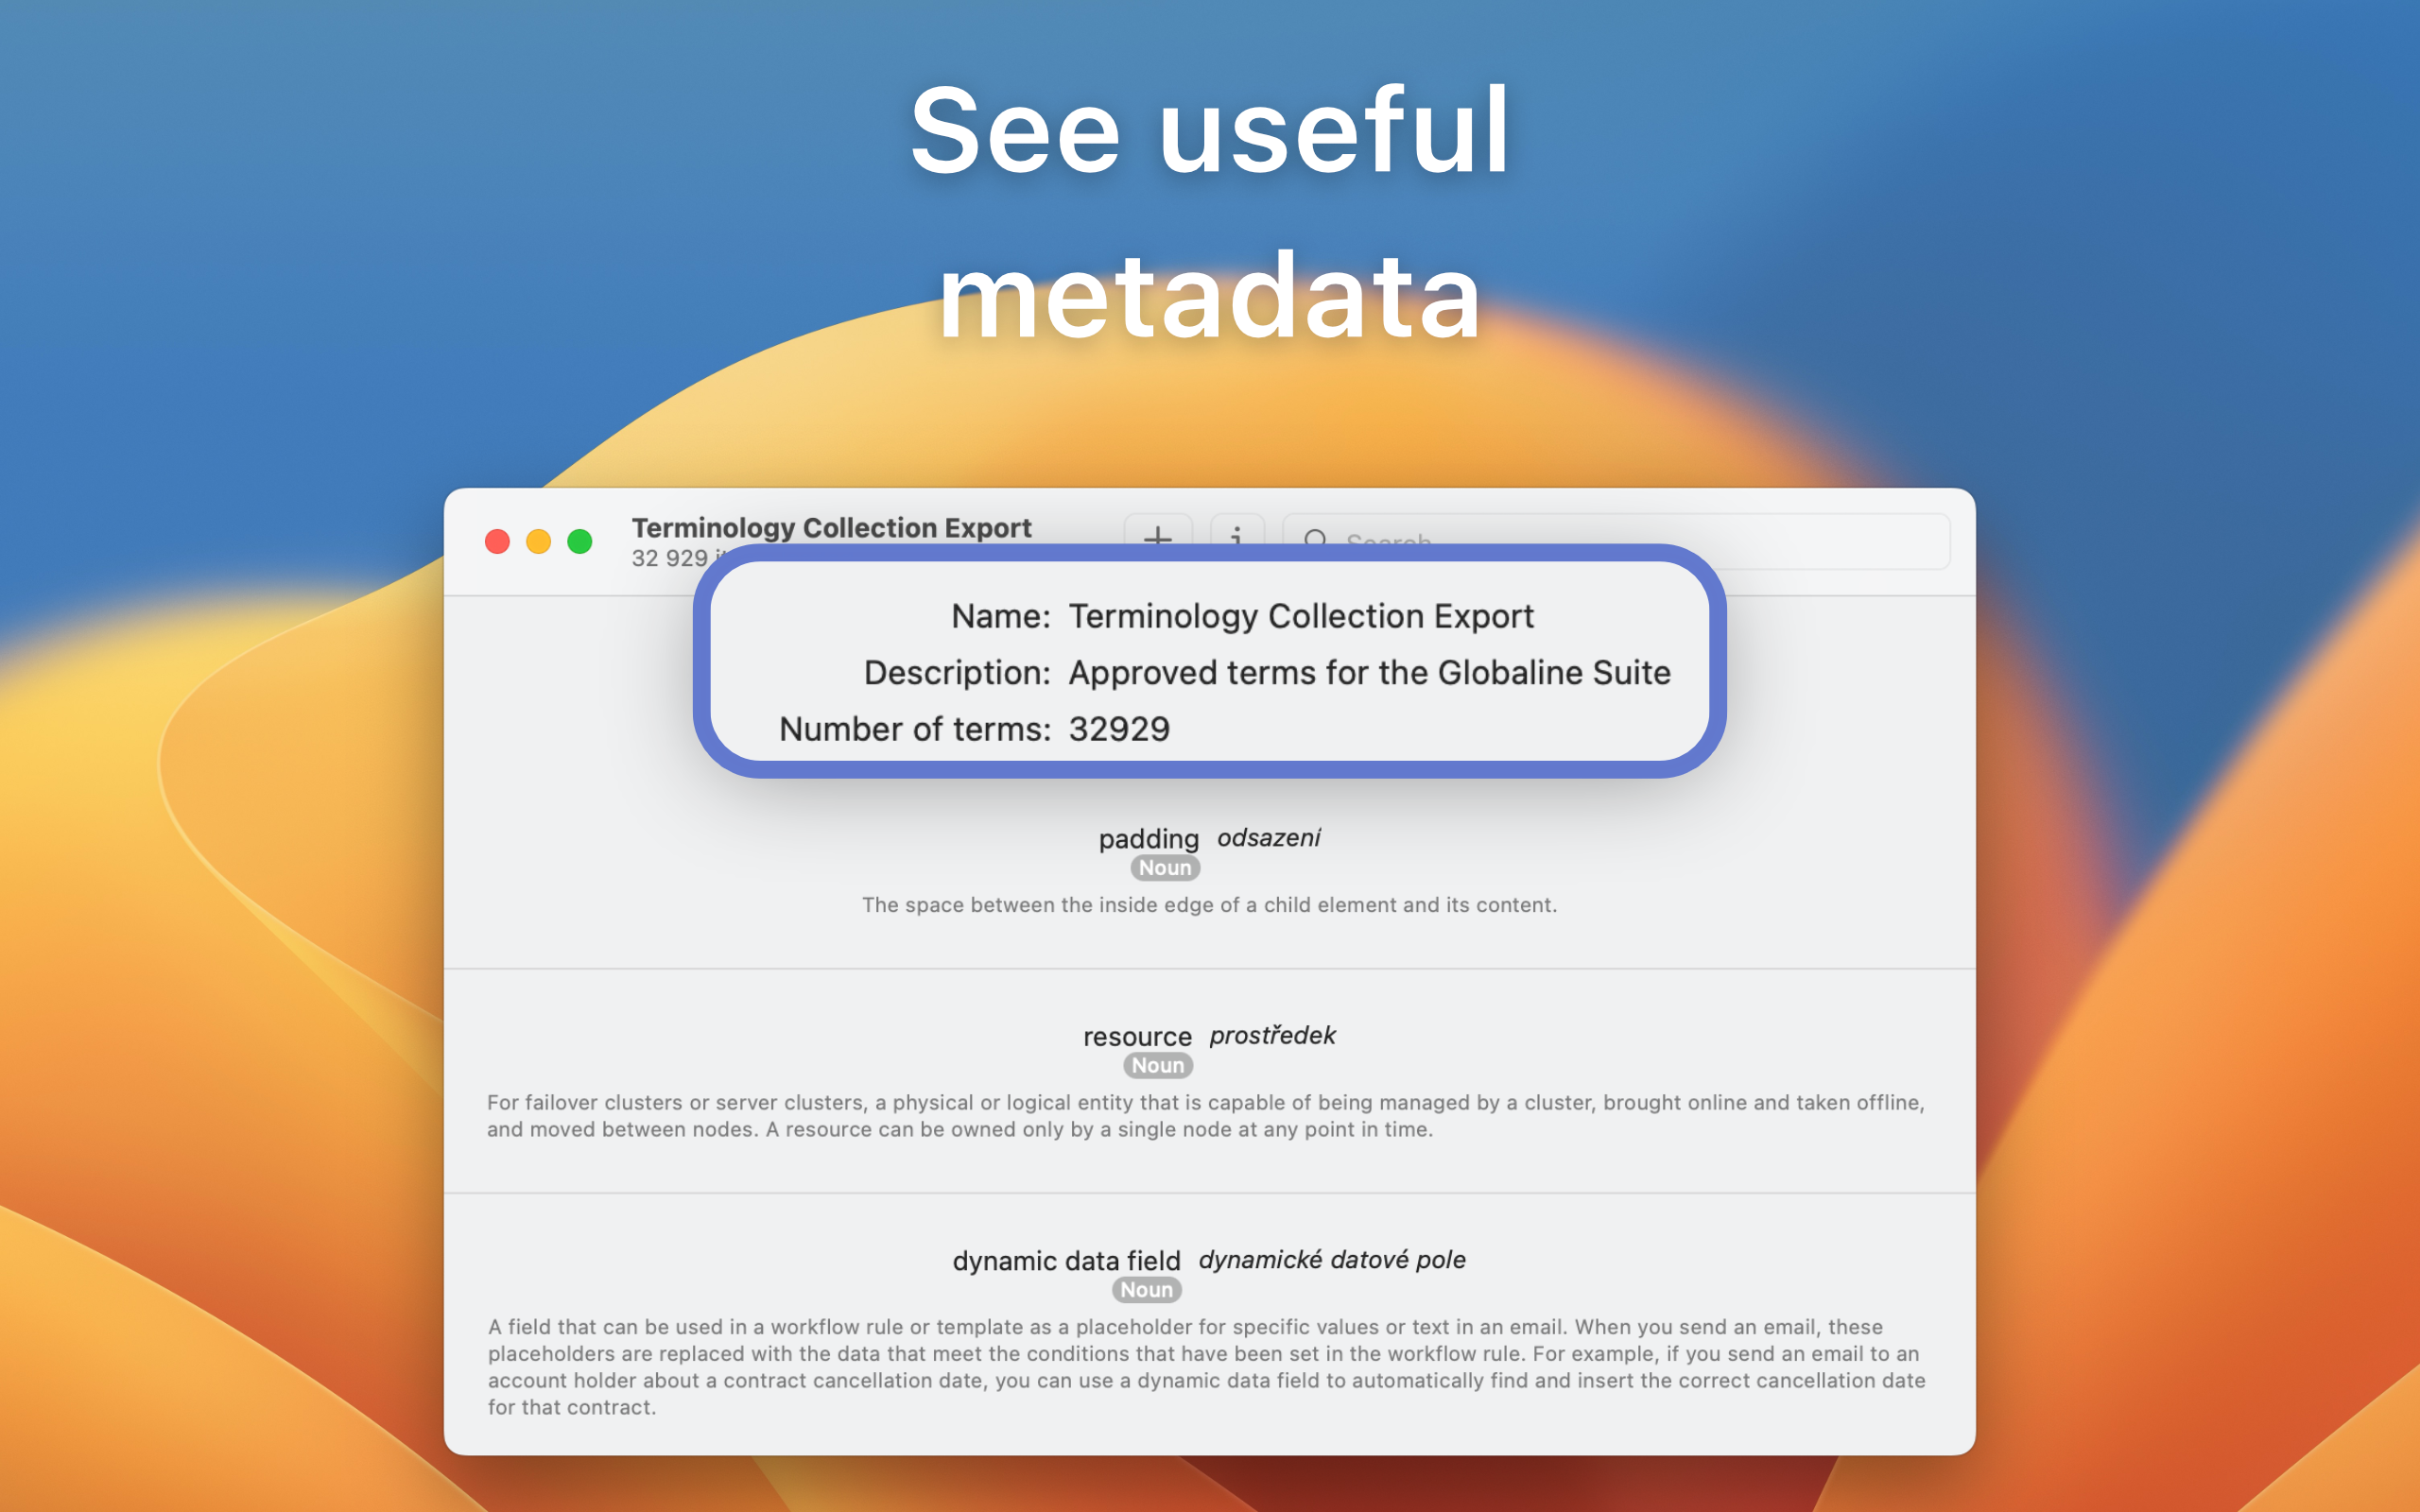 See useful
metadata
Terminology Collection Export
32 929
Name: Terminology Collection Export
Description: Approved terms for the Globaline Suite
Number of terms: 32929
padding odsazení
Noun
The space between the inside edge of a child element and its content.
resource prostředek
Noun
For failover clusters or server clusters, a physical or logical entity that is capable of being managed by a cluster, brought online and taken offline,
and moved between nodes. A resource can be owned only by a single node at any point in time.
dynamic data field dynamické datové pole
Noun
A field that can be used in a workflow rule or template as a placeholder for specific values or text in an email. When you send an email, these
placeholders are replaced with the data that meet the conditions that have been set in the workflow rule. For example, if you send an email to an
account holder about a contract cancellation date, you can use a dynamic data field to automatically find and insert the correct cancellation date
for that contract.